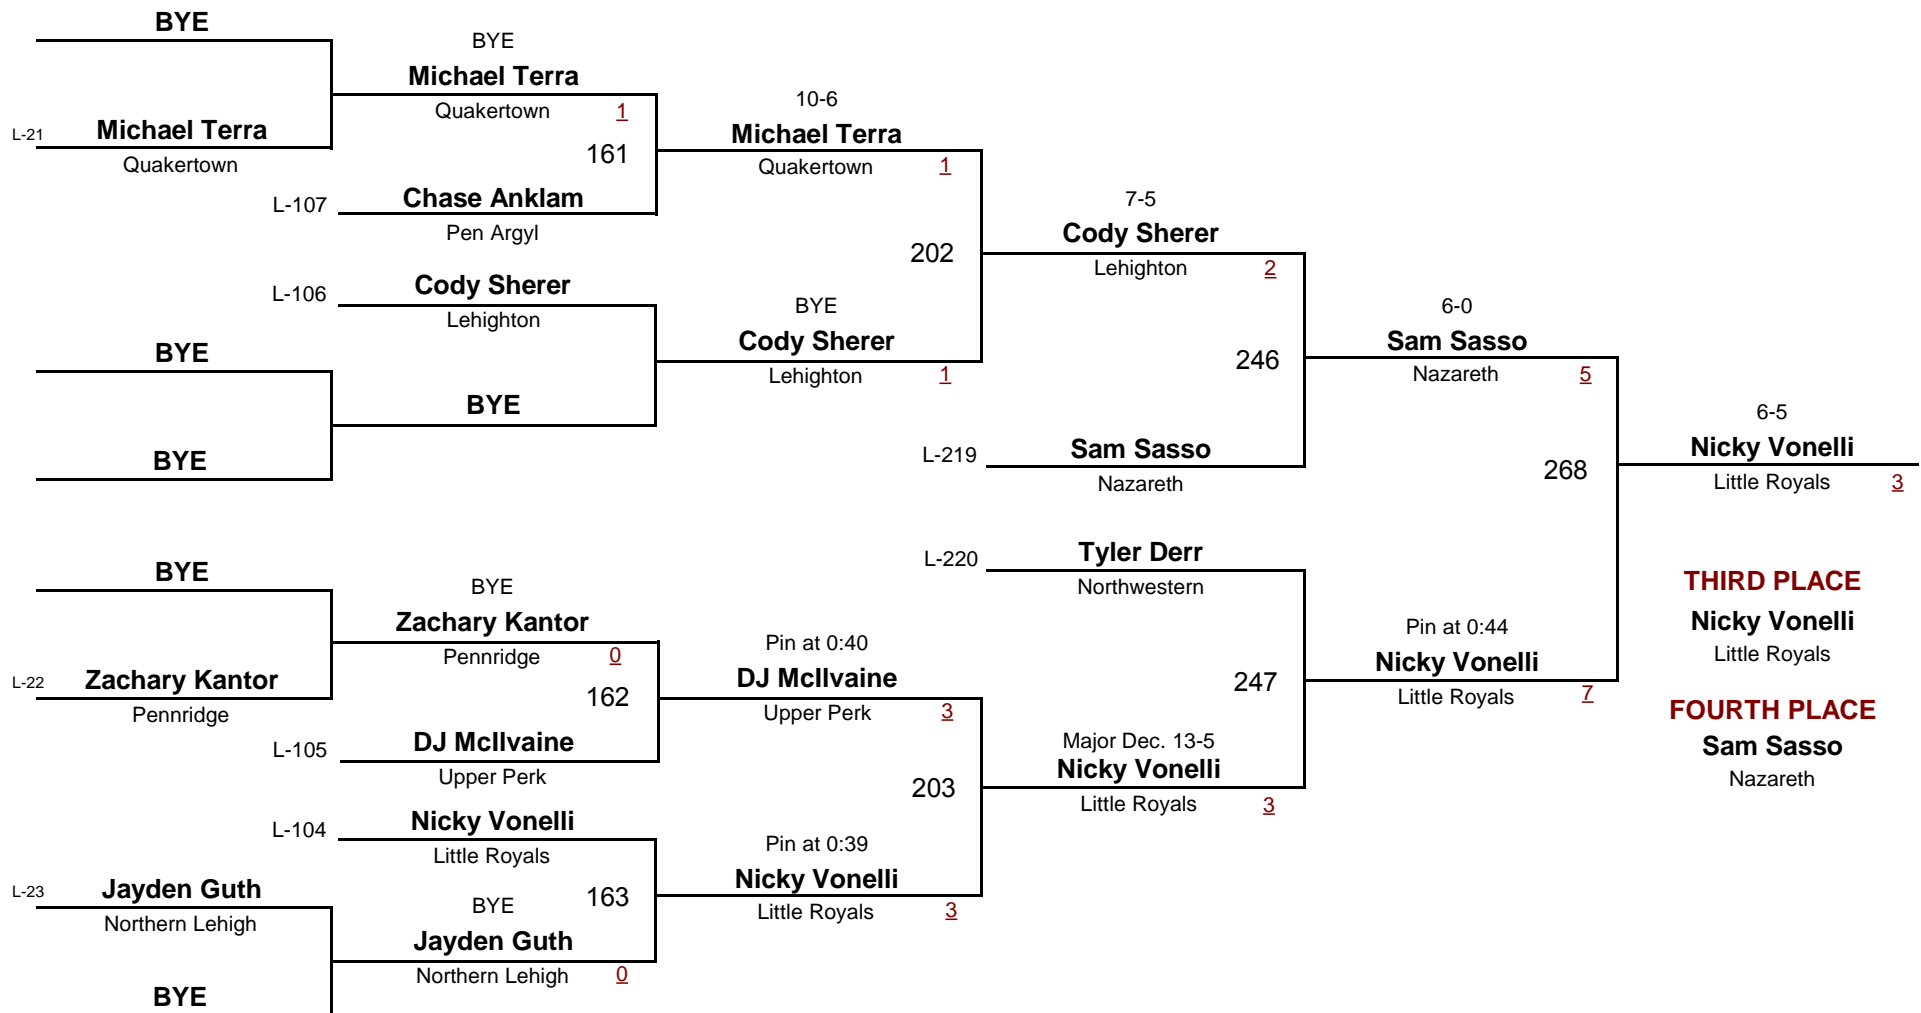 BYE
L-21 Michael Terra
Quakertown
BYE
Michael Terra
Quakertown 1
161
L-107 Chase Anklam
Pen Argyl
10-6
Michael Terra
Quakertown 1
L-106 Cody Sherer
Lehighton
BYE
BYE
BYE
BYE
Cody Sherer
Lehighton 1
202
7-5
Cody Sherer
Lehighton 2
246
L-219 Sam Sasso
Nazareth
6-0
Sam Sasso
Nazareth 5
268
6-5
Nicky Vonelli
Little Royals 3
BYE
L-22 Zachary Kantor
Pennridge
BYE
Zachary Kantor
Pennridge 0
162
L-105 DJ McIlvaine
Upper Perk
Pin at 0:40
DJ McIlvaine
Upper Perk 3
L-104 Nicky Vonelli
Little Royals
163
L-23 Jayden Guth
Northern Lehigh
BYE
BYE
Jayden Guth
Northern Lehigh 0
Pin at 0:39
Nicky Vonelli
Little Royals 3
203
Major Dec. 13-5
Nicky Vonelli
Little Royals 3
L-220 Tyler Derr
Northwestern
247
Pin at 0:44
Nicky Vonelli
Little Royals 7
THIRD PLACE
Nicky Vonelli
Little Royals
FOURTH PLACE
Sam Sasso
Nazareth